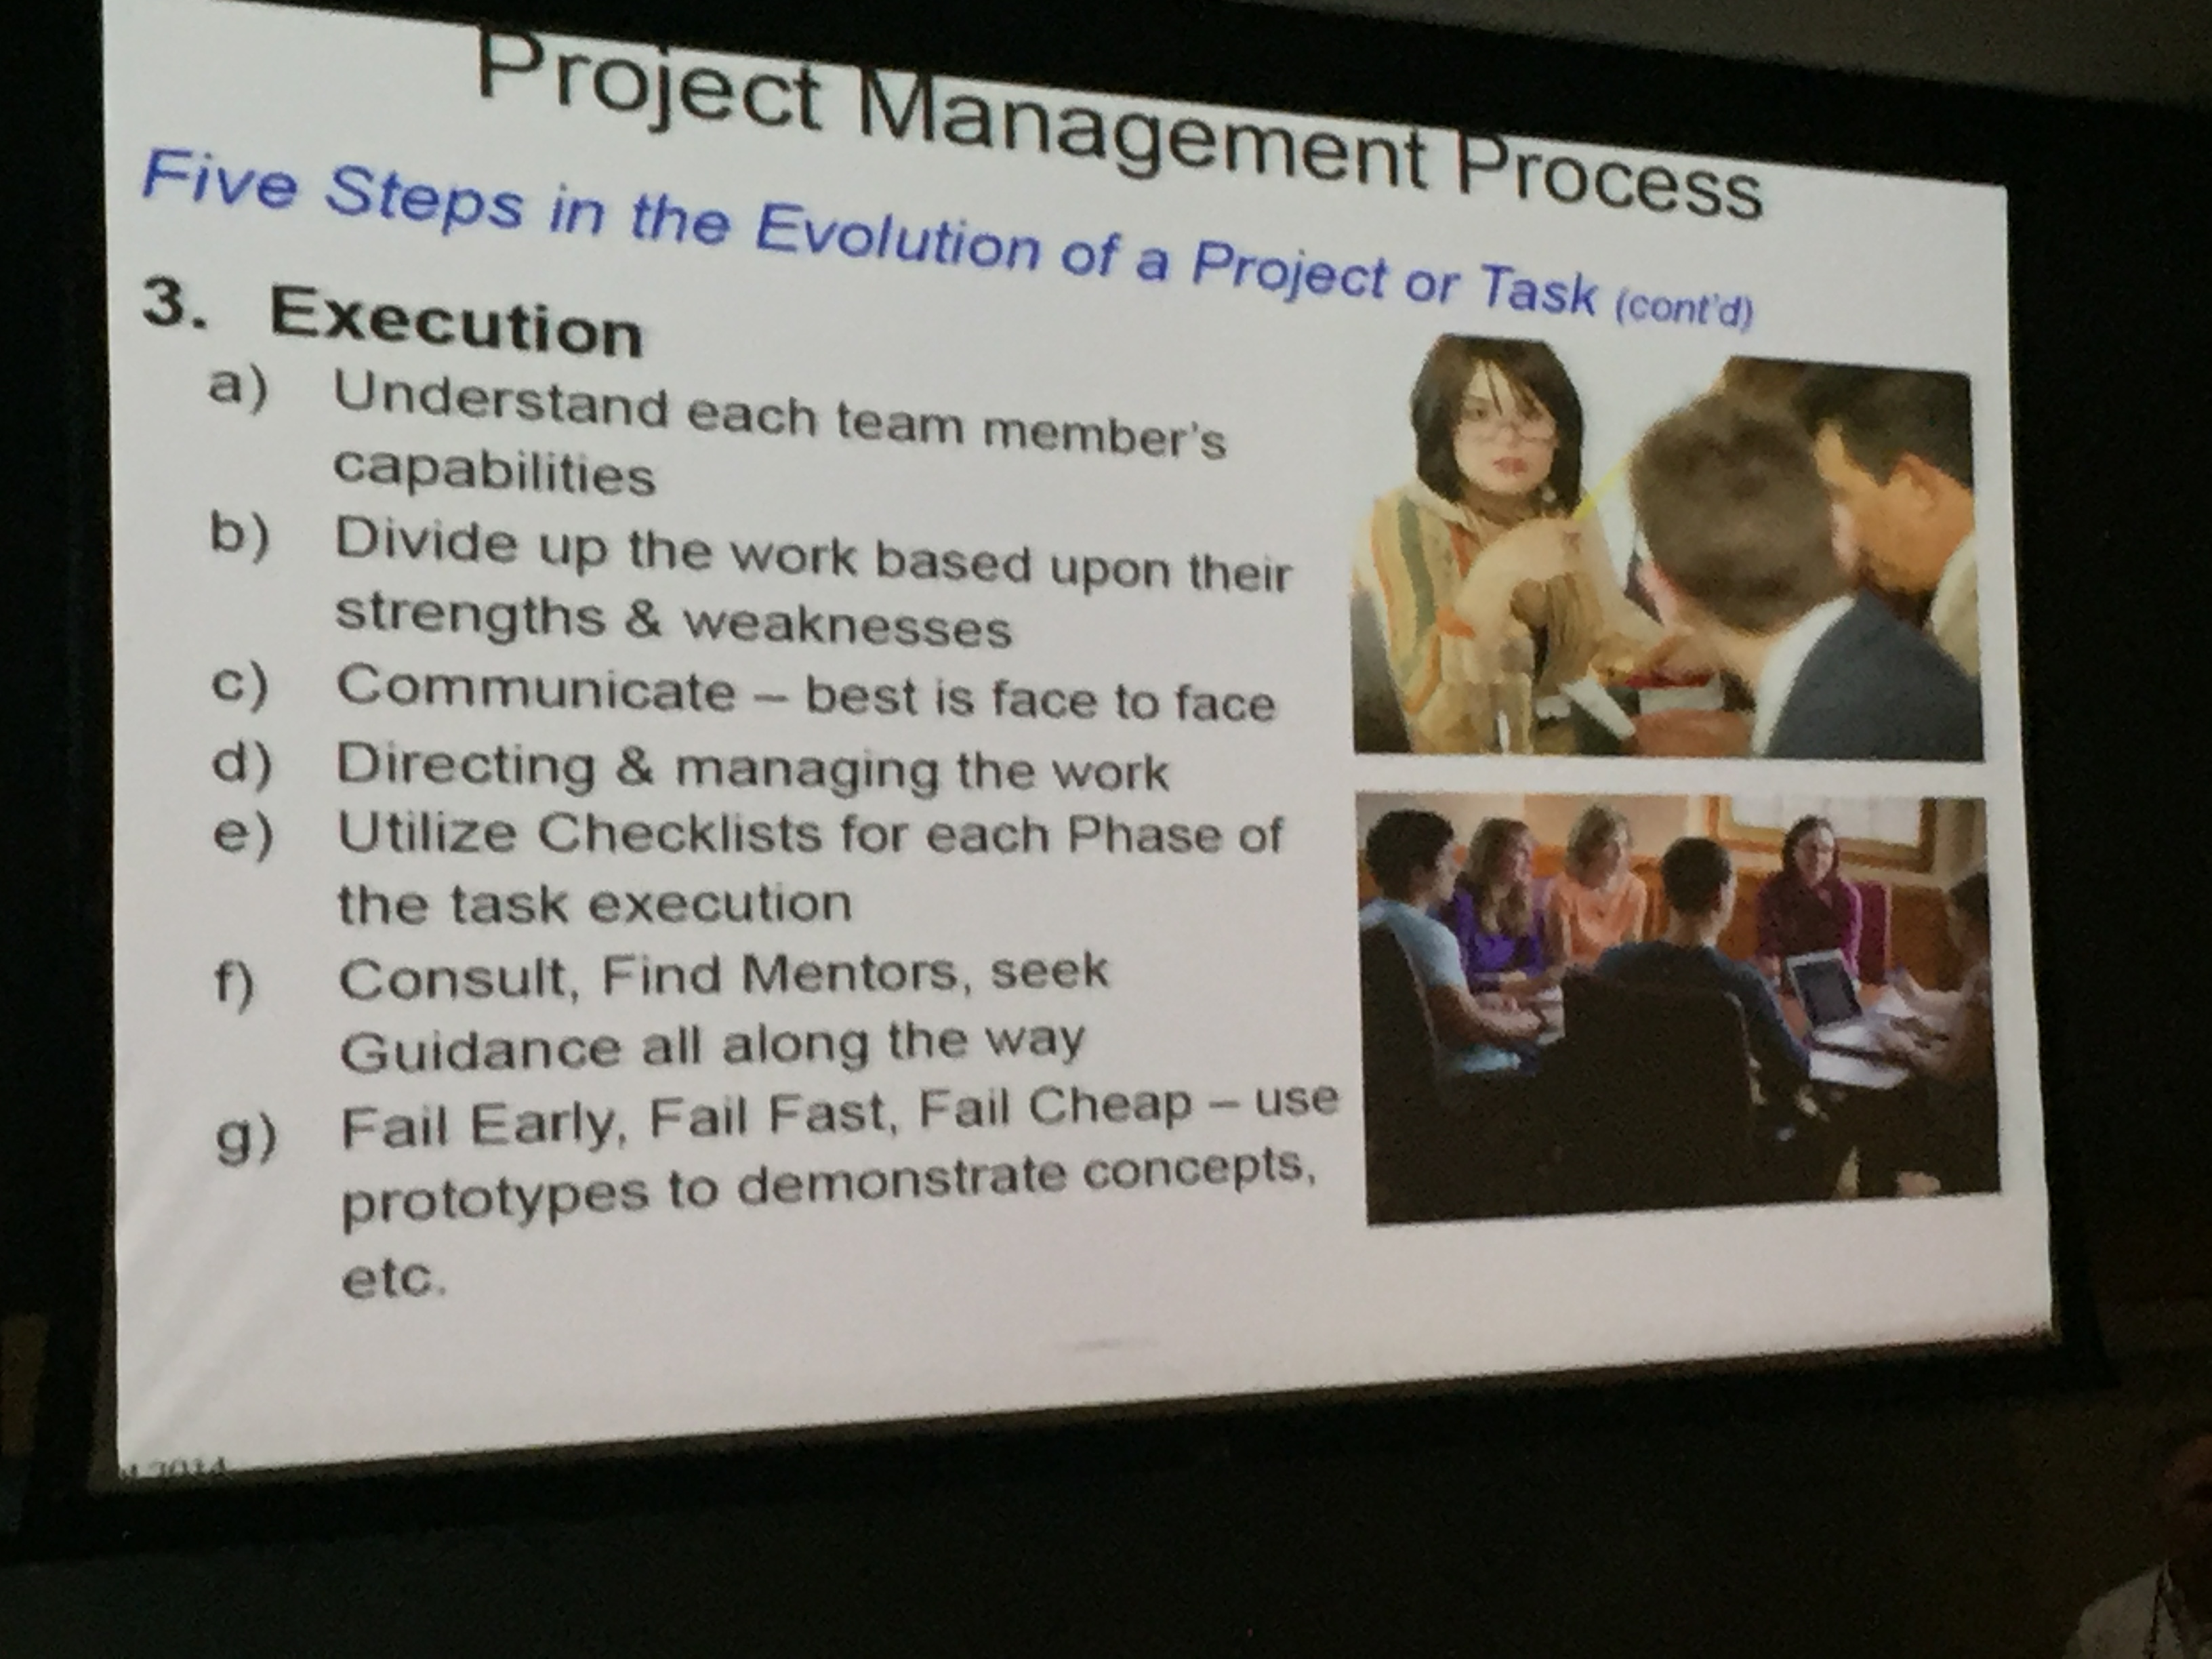 Project Management Process
Five Steps in the Evolution of a Project or Task (cont'd)
3. Execution
a) Understand each team member's
capabilities
b) Divide up the work based upon their
strengths & weaknesses
c) Communicate – best is face to face
d) Directing & managing the work
e) Utilize Checklists for each Phase of
the task execution
f) Consult, Find Mentors, seek
Guidance all along the way
g) Fail Early, Fail Fast, Fail Cheap – use
prototypes to demonstrate concepts,
etc.
2014